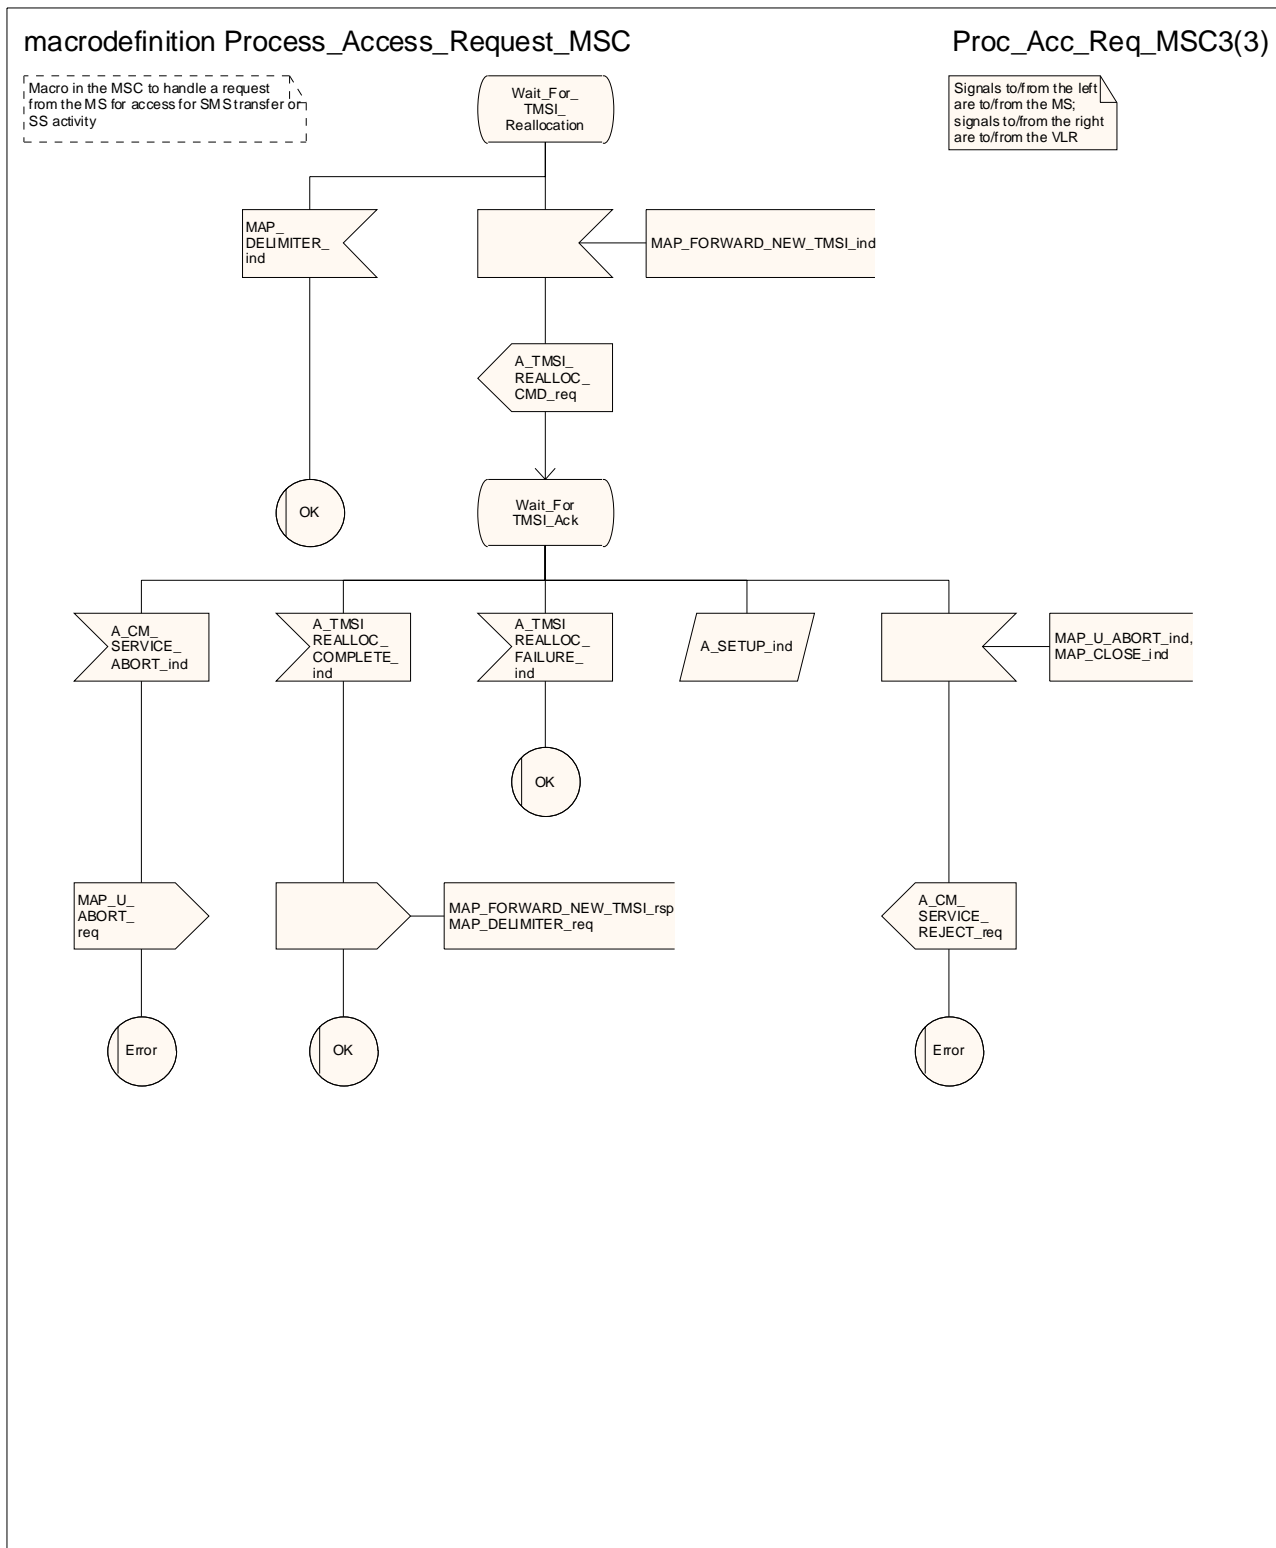 macrodefinition Process_Access_Request_MSC
Proc_Acc_Req_MSC3(3)
Macro in the MSC to handle a request
from the MS for access for SMS transfer or
SS activity
Wait_For_
TMSI_
Reallocation
Signals to/from the left
are to/from the MS;
signals to/from the right
are to/from the VLR
MAP_
DELIMITER_
ind
MAP_FORWARD_NEW_TMSI_ind
A_TMSI_
REALLOC_
CMD_req
OK
Wait_For
TMSI_Ack
A_CM_
SERVICE_
ABORT_ind
A_TMSI
REALLOC_
COMPLETE_
ind
A_TMSI
REALLOC_
FAILURE_
ind
A_SETUP_ind
MAP_U_ABORT_ind,
MAP_CLOSE_ind
OK
MAP_U_
ABORT_
req
MAP_FORWARD_NEW_TMSI_rsp
MAP_DELIMITER_req
A_CM_
SERVICE_
REJECT_req
Error
OK
Error